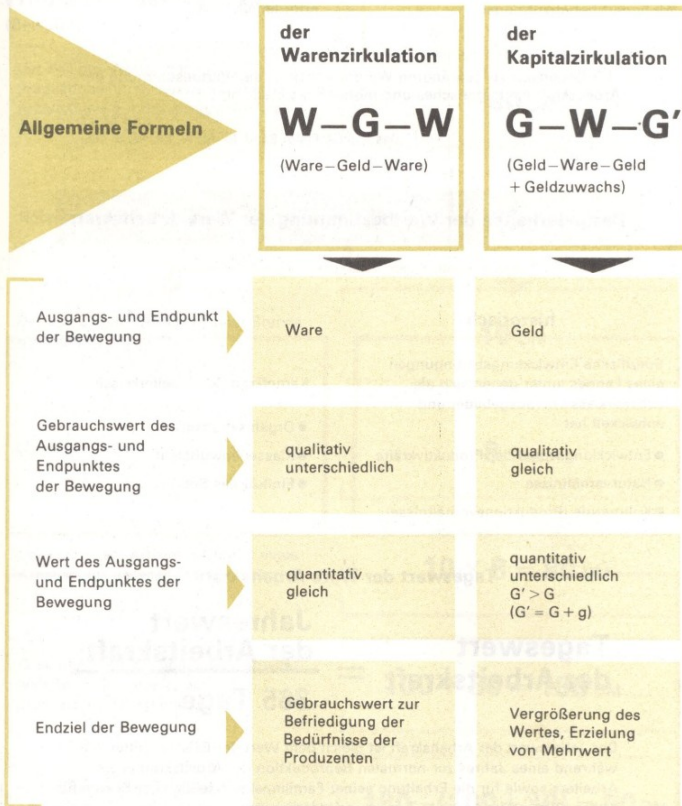 Allgemeine Formeln
der
Warenzirkulation
W—G—W
(Ware—Geld—Ware)
der
Kapitalzirkulation
G—W—G'
(Geld—Ware—Geld
+ Geldzuwachs)
Ausgangs- und Endpunkt
der Bewegung
Ware
Geld
Gebrauchswert des
Ausgangs- und
Endpunktes
der Bewegung
qualitativ
unterschiedlich
qualitativ
gleich
Wert des Ausgangs-
und Endpunktes der
Bewegung
quantitativ
gleich
quantitativ
unterschiedlich
G' > G
(G' = G + g)
Endziel der Bewegung
Gebrauchswert zur
Befriedigung der
Bedürfnisse der
Produzenten
Vergrößerung des
Wertes, Erzielung
von Mehrwert